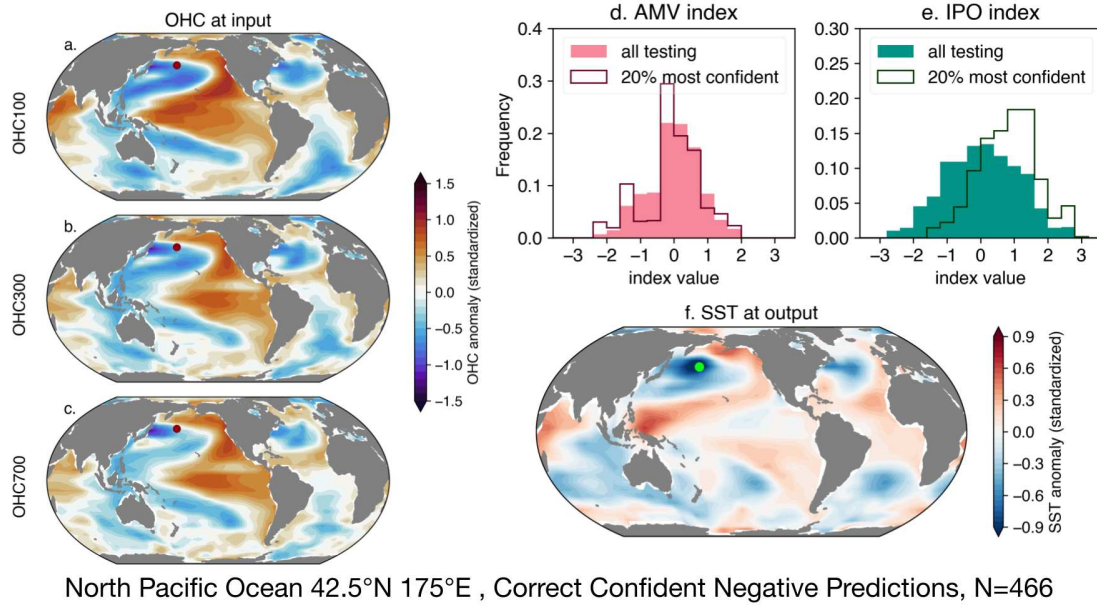 OHC at input
a.
OHC100
b.
OHC300
c.
OHC700
1.5
1.0
0.5
0.0
−0.5
−1.0
−1.5
OHC anomaly (standardized)
d. AMV index
all testing
20% most confident
0.4
0.3
0.2
0.1
0.0
Frequency
−3 −2 −1 0 1 2 3
index value
e. IPO index
all testing
20% most confident
0.30
0.25
0.20
0.15
0.10
0.05
0.00
−3 −2 −1 0 1 2 3
index value
f. SST at output
0.9
0.6
0.3
0.0
−0.3
−0.6
−0.9
SST anomaly (standardized)
North Pacific Ocean 42.5°N 175°E , Correct Confident Negative Predictions, N=466